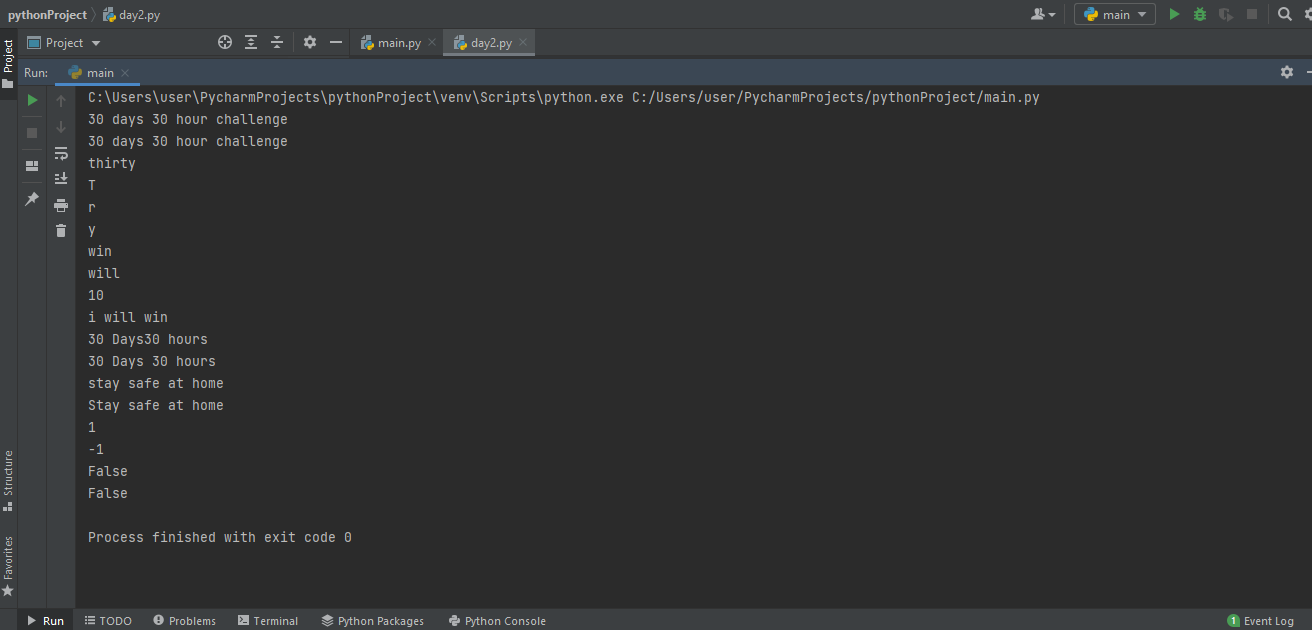 pythonProject day2.py main
Project main.py day2.py
Run: main
C:\Users\user\PycharmProjects\pythonProject\venv\Scripts\python.exe C:/Users/user/PycharmProjects/pythonProject/main.py
30 days 30 hour challenge
30 days 30 hour challenge
thirty
T
r
y
win
will
10
i will win
30 Days30 hours
30 Days 30 hours
stay safe at home
Stay safe at home
1
-1
False
False
Process finished with exit code 0
Project
Structure
Favorites
Run TODO Problems Terminal Python Packages Python Console 1 Event Log